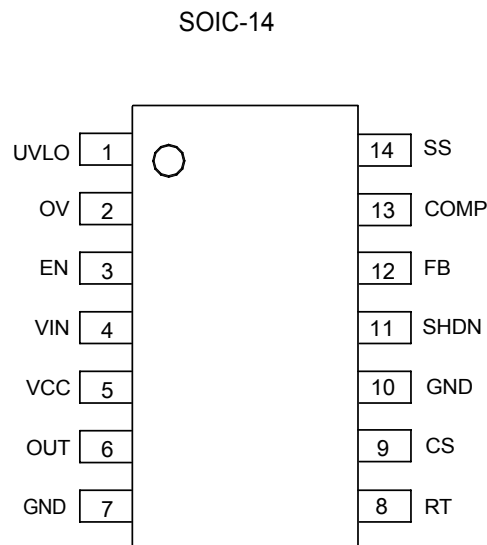 SOIC-14
UVLO 1 14 SS
OV 2 13 COMP
EN 3 12 FB
VIN 4 11 SHDN
VCC 5 10 GND
OUT 6 9 CS
GND 7 8 RT